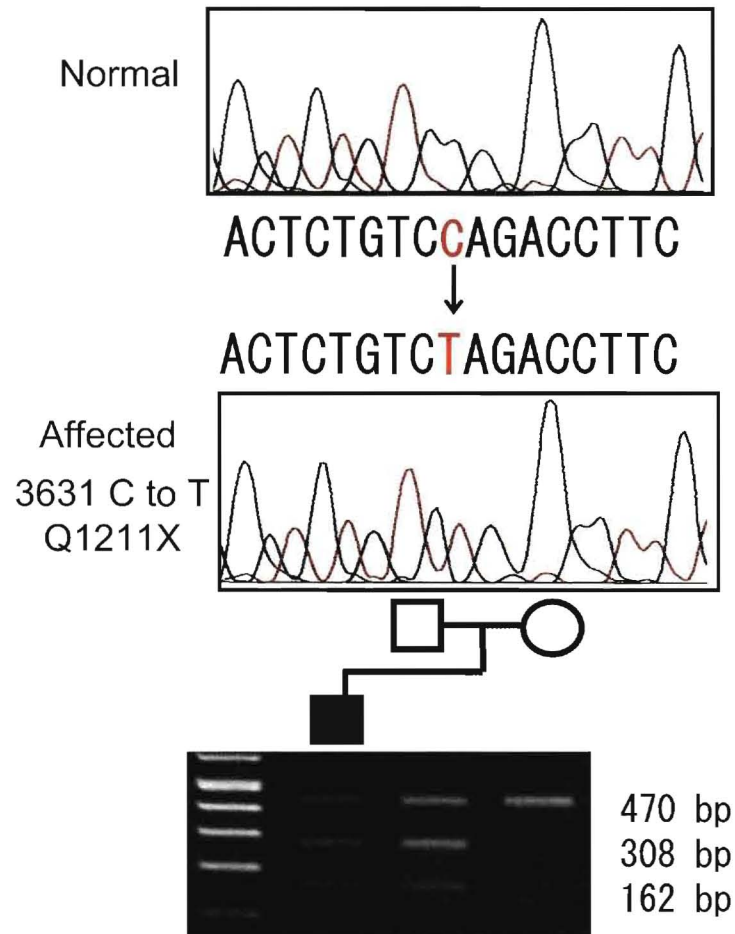 Normal
ACTCTGTCCAGACCTTC
ACTCTGTCTAGACCTTC
Affected
3631 C to T
Q1211X
470 bp
308 bp
162 bp